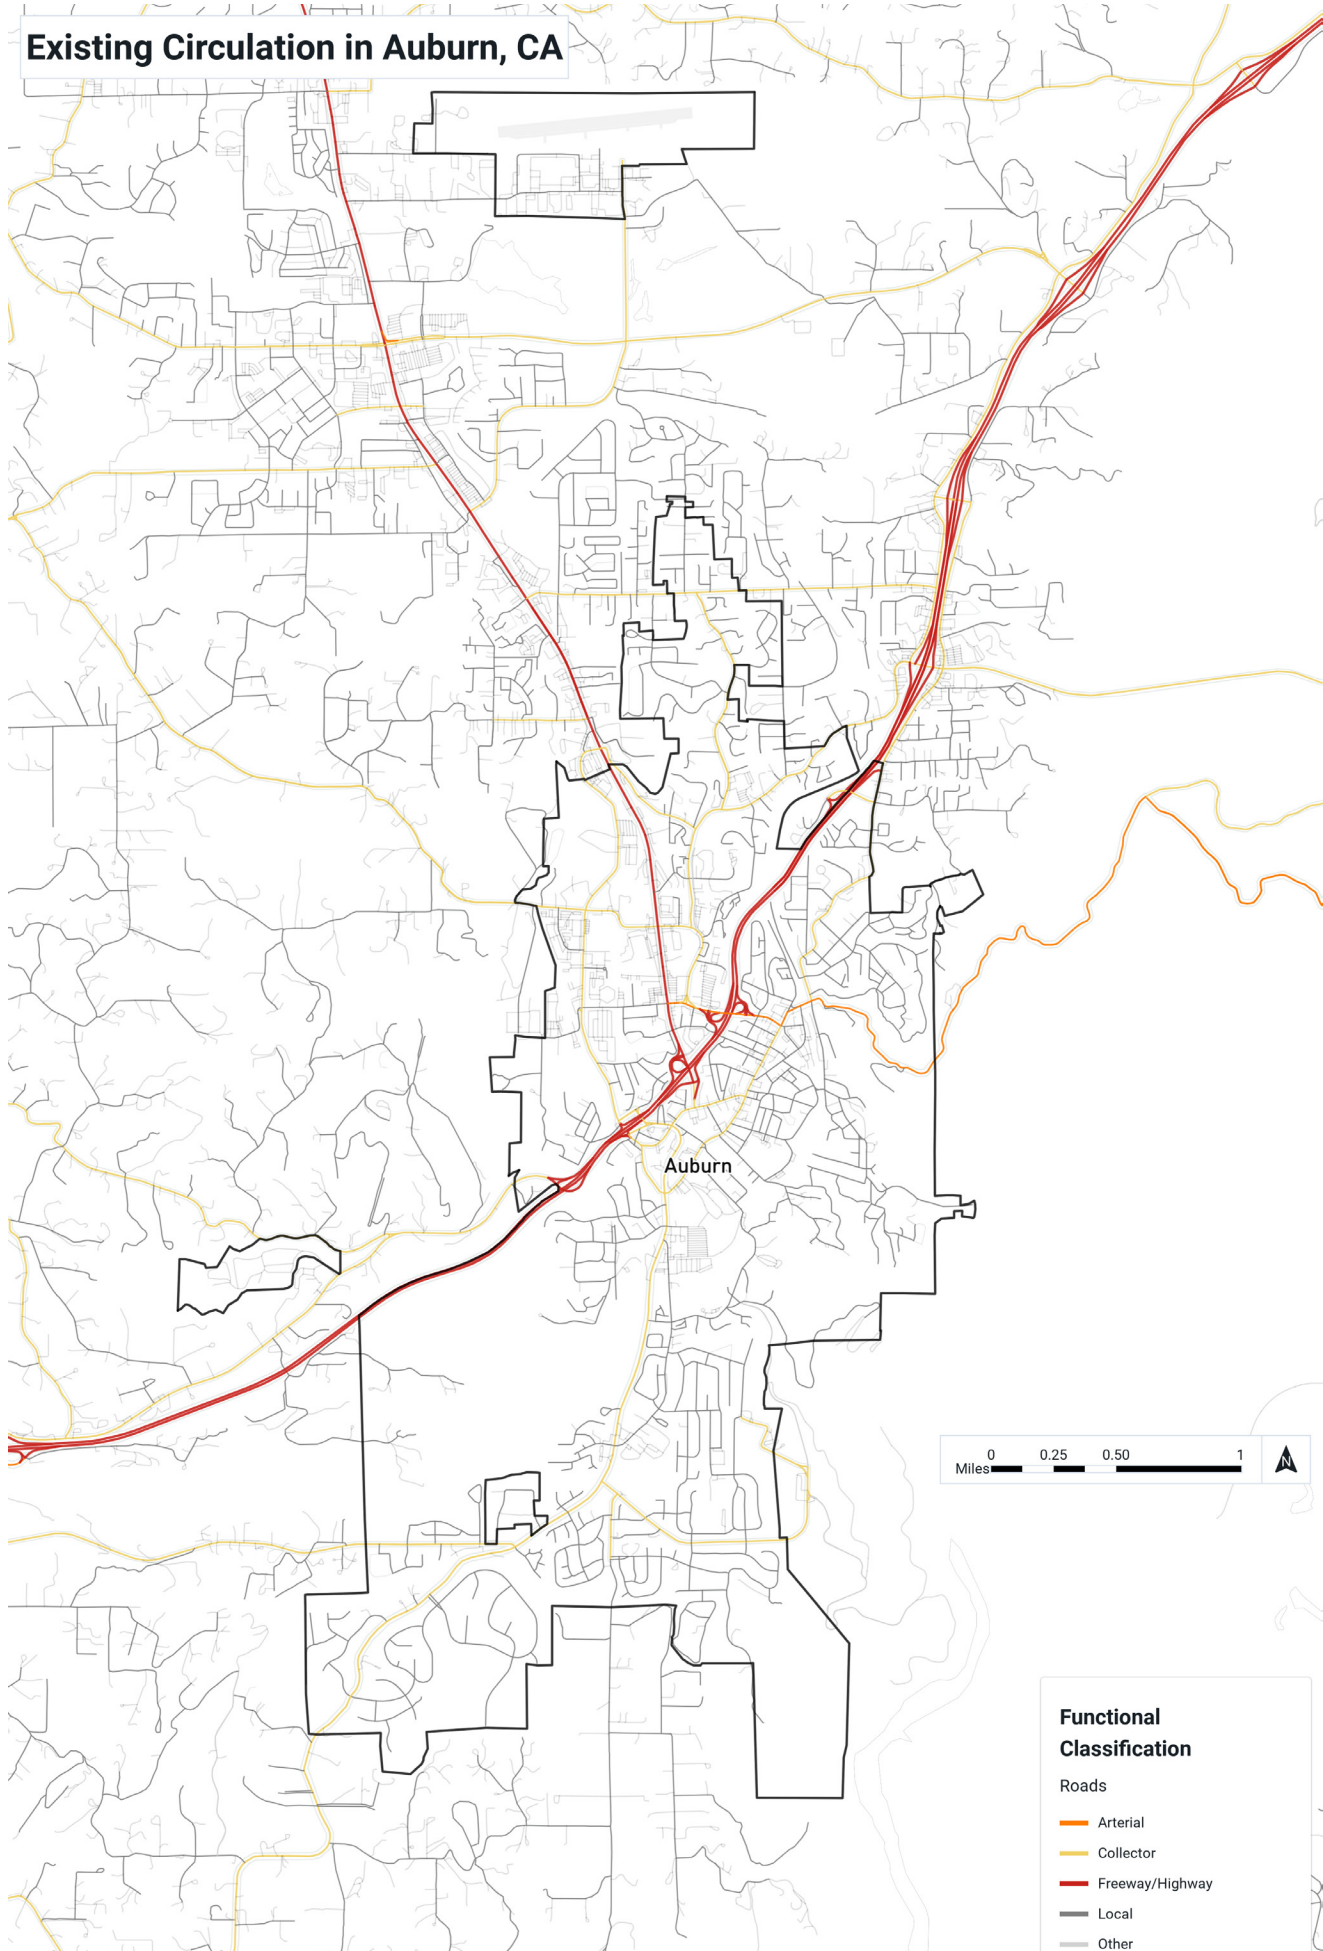 Existing Circulation in Auburn, CA
Auburn
0 0.25 0.50 1
Miles
N
Functional
Classification
Roads
Arterial
Collector
Freeway/Highway
Local
Other